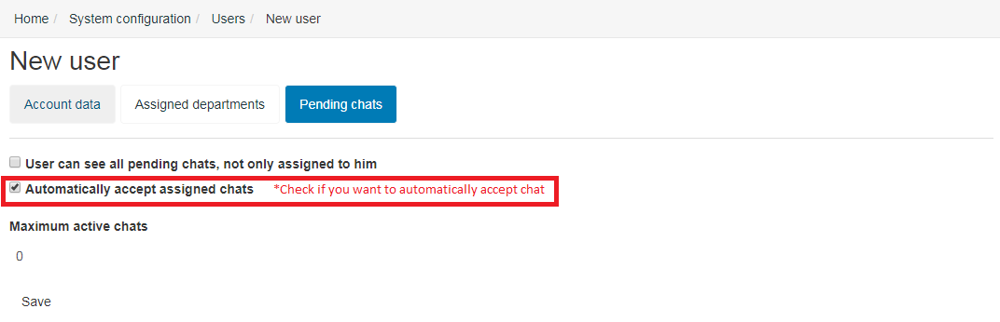 Home / System configuration / Users / New user
New user
Account data Assigned departments Pending chats
User can see all pending chats, not only assigned to him
Automatically accept assigned chats *Check if you want to automatically accept chat
Maximum active chats
0
Save